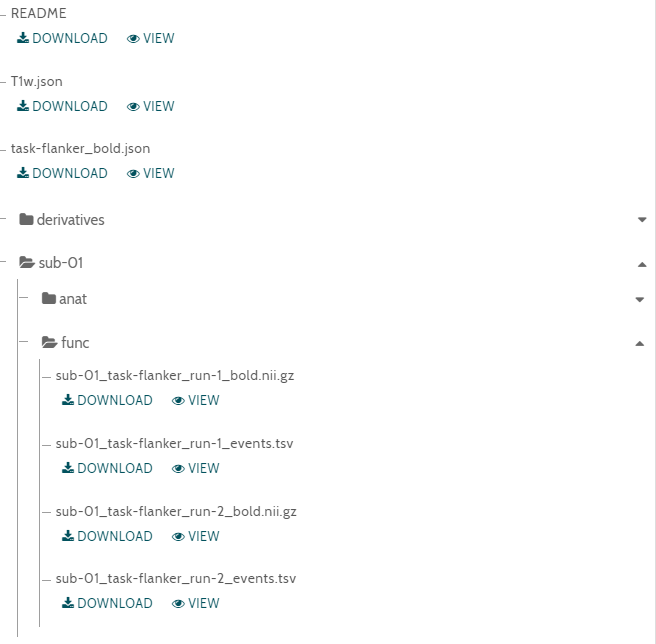 README
DOWNLOAD VIEW
T1w.json
DOWNLOAD VIEW
task-flanker_bold.json
DOWNLOAD VIEW
derivatives
sub-01
anat
func
sub-01_task-flanker_run-1_bold.nii.gz
DOWNLOAD VIEW
sub-01_task-flanker_run-1_events.tsv
DOWNLOAD VIEW
sub-01_task-flanker_run-2_bold.nii.gz
DOWNLOAD VIEW
sub-01_task-flanker_run-2_events.tsv
DOWNLOAD VIEW